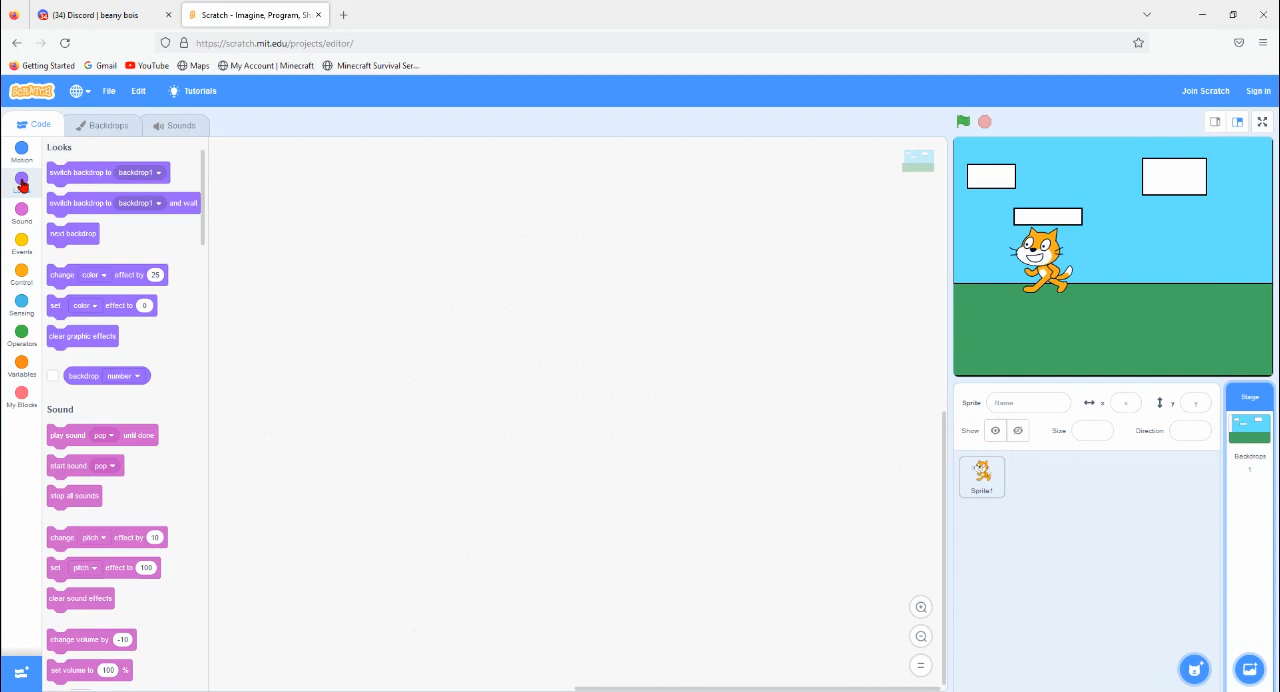 (34) Discord | beany bois
Scratch - Imagine, Program, Sh
https://scratch.mit.edu/projects/editor/
Getting Started Gmail YouTube Maps My Account | Minecraft Minecraft Survival Ser...
SCRATCH File Edit Tutorials Join Scratch Sign in
Code Backdrops Sounds
Motion
Sound
Events
Control
Sensing
Operators
Variables
My Blocks
Looks
switch backdrop to backdrop1
switch backdrop to backdrop1 and wait
next backdrop
change color effect by 25
set color effect to 0
clear graphic effects
backdrop number
Sound
play sound pop until done
start sound pop
stop all sounds
change pitch effect by 10
set pitch effect to 100
clear sound effects
change volume by -10
set volume to 100 %
Sprite Name x x y y
Show Size Direction
Sprite1
Stage
Backdrops
1